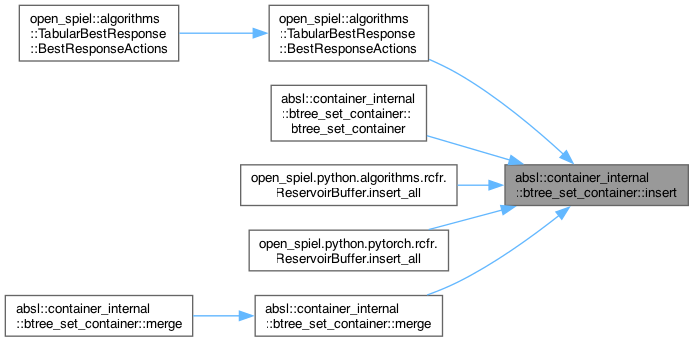 open_spiel::algorithms
::TabularBestResponse
::BestResponseActions
open_spiel::algorithms
::TabularBestResponse
::BestResponseActions
absl::container_internal
::btree_set_container::
btree_set_container
open_spiel.python.algorithms.rcfr.
ReservoirBuffer.insert_all
absl::container_internal
::btree_set_container::insert
open_spiel.python.pytorch.rcfr.
ReservoirBuffer.insert_all
absl::container_internal
::btree_set_container::merge
absl::container_internal
::btree_set_container::merge